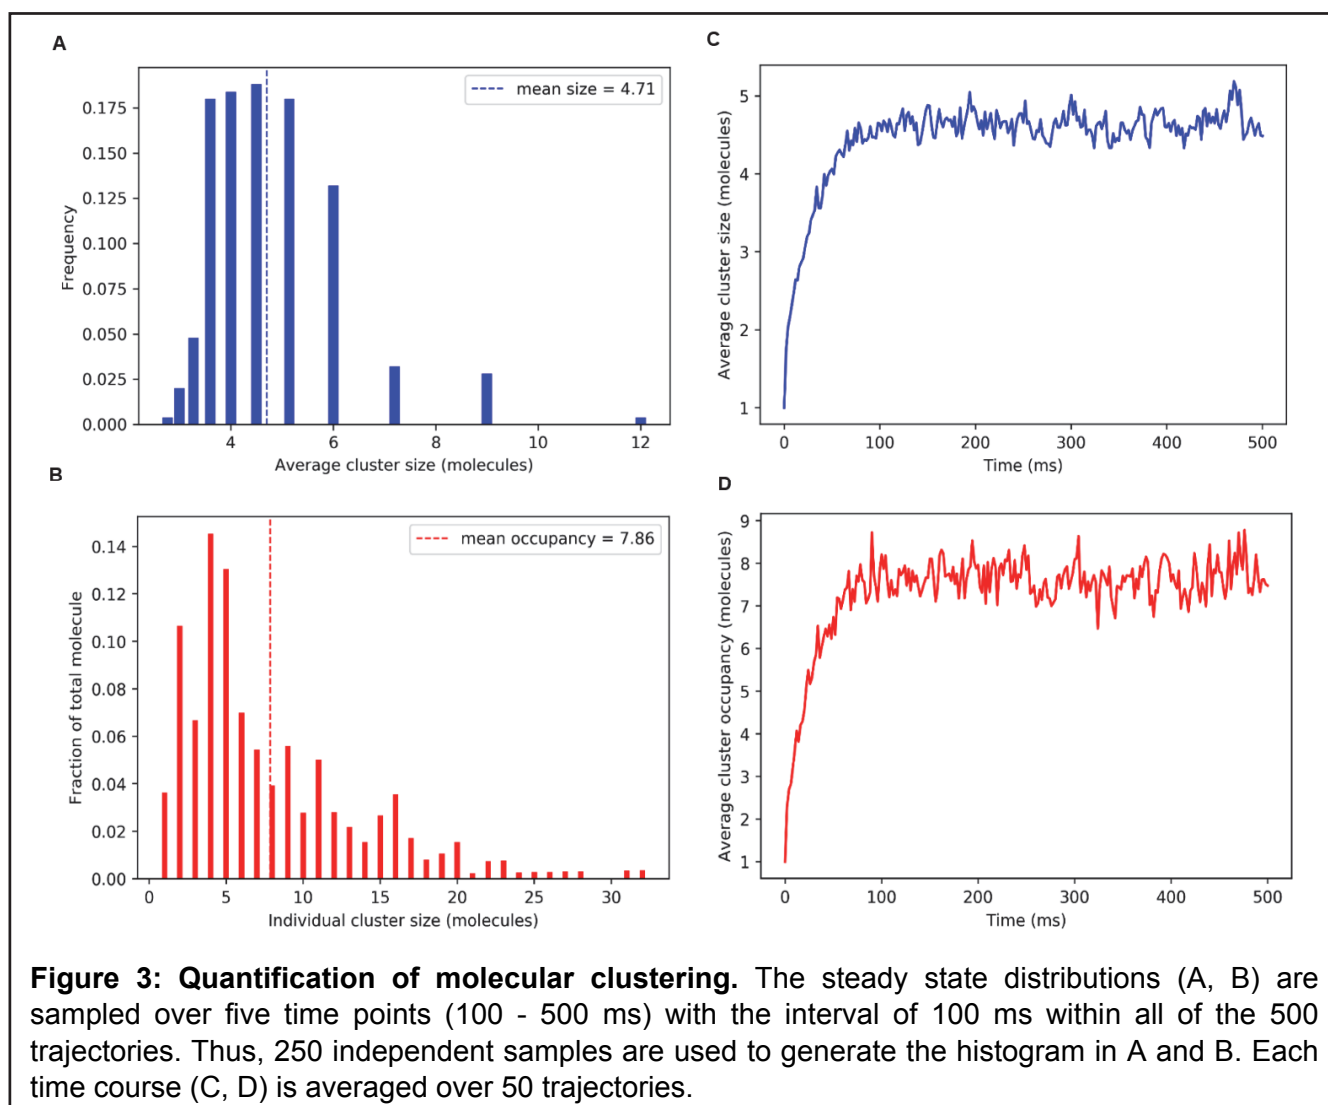 A
mean size = 4.71
0.175
0.150
0.125
0.100
0.075
0.050
0.025
0.000
Frequency
4 6 8 10 12
Average cluster size (molecules)
B
mean occupancy = 7.86
0.14
0.12
0.10
0.08
0.06
0.04
0.02
0.00
Fraction of total molecule
0 5 10 15 20 25 30
Individual cluster size (molecules)
C
5
4
3
2
1
Average cluster size (molecules)
0 100 200 300 400 500
Time (ms)
D
9
8
7
6
5
4
3
2
1
Average cluster occupancy (molecules)
0 100 200 300 400 500
Time (ms)
Figure 3: Quantification of molecular clustering. The steady state distributions (A, B) are
sampled over five time points (100 - 500 ms) with the interval of 100 ms within all of the 500
trajectories. Thus, 250 independent samples are used to generate the histogram in A and B. Each
time course (C, D) is averaged over 50 trajectories.